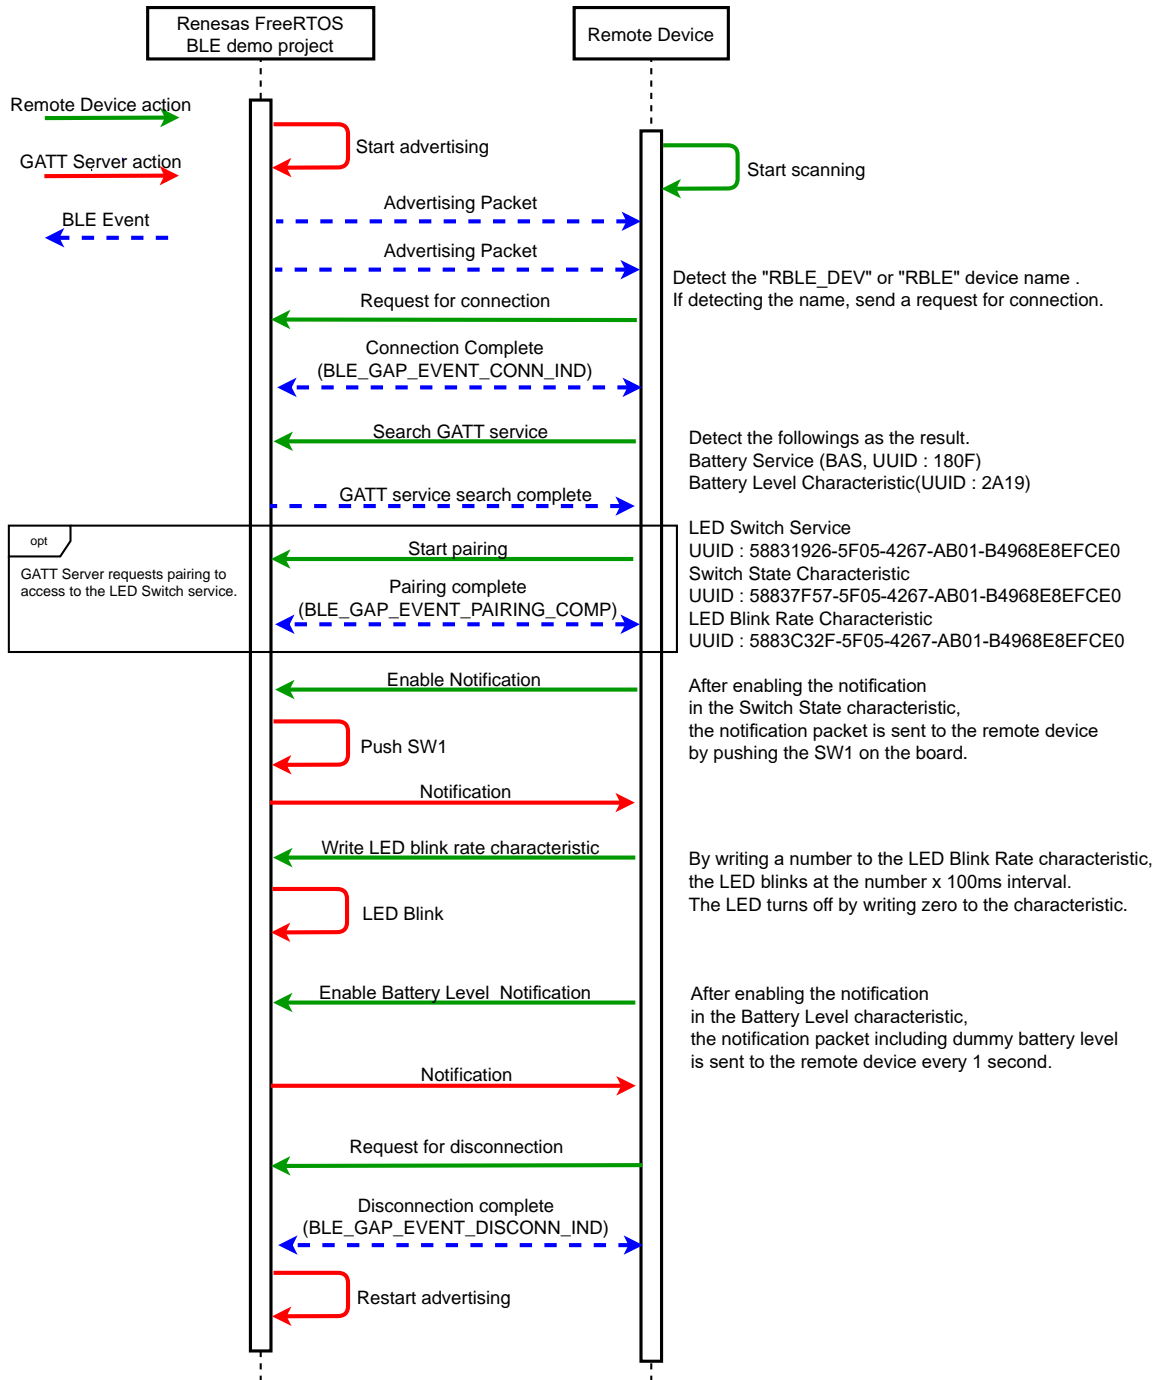 Renesas FreeRTOS
BLE demo project
Remote Device
Remote Device action
GATT Server action
BLE Event
Start advertising
Start scanning
Advertising Packet
Advertising Packet
Detect the "RBLE_DEV" or "RBLE" device name .
If detecting the name, send a request for connection.
Request for connection
Connection Complete
(BLE_GAP_EVENT_CONN_IND)
Search GATT service
Detect the followings as the result.
Battery Service (BAS, UUID : 180F)
Battery Level Characteristic(UUID : 2A19)
GATT service search complete
opt
GATT Server requests pairing to
access to the LED Switch service.
Start pairing
Pairing complete
(BLE_GAP_EVENT_PAIRING_COMP)
LED Switch Service
UUID : 58831926-5F05-4267-AB01-B4968E8EFCE0
Switch State Characteristic
UUID : 58837F57-5F05-4267-AB01-B4968E8EFCE0
LED Blink Rate Characteristic
UUID : 5883C32F-5F05-4267-AB01-B4968E8EFCE0
Enable Notification
After enabling the notification
in the Switch State characteristic,
the notification packet is sent to the remote device
by pushing the SW1 on the board.
Push SW1
Notification
Write LED blink rate characteristic
By writing a number to the LED Blink Rate characteristic,
the LED blinks at the number x 100ms interval.
The LED turns off by writing zero to the characteristic.
LED Blink
Enable Battery Level Notification
After enabling the notification
in the Battery Level characteristic,
the notification packet including dummy battery level
is sent to the remote device every 1 second.
Notification
Request for disconnection
Disconnection complete
(BLE_GAP_EVENT_DISCONN_IND)
Restart advertising